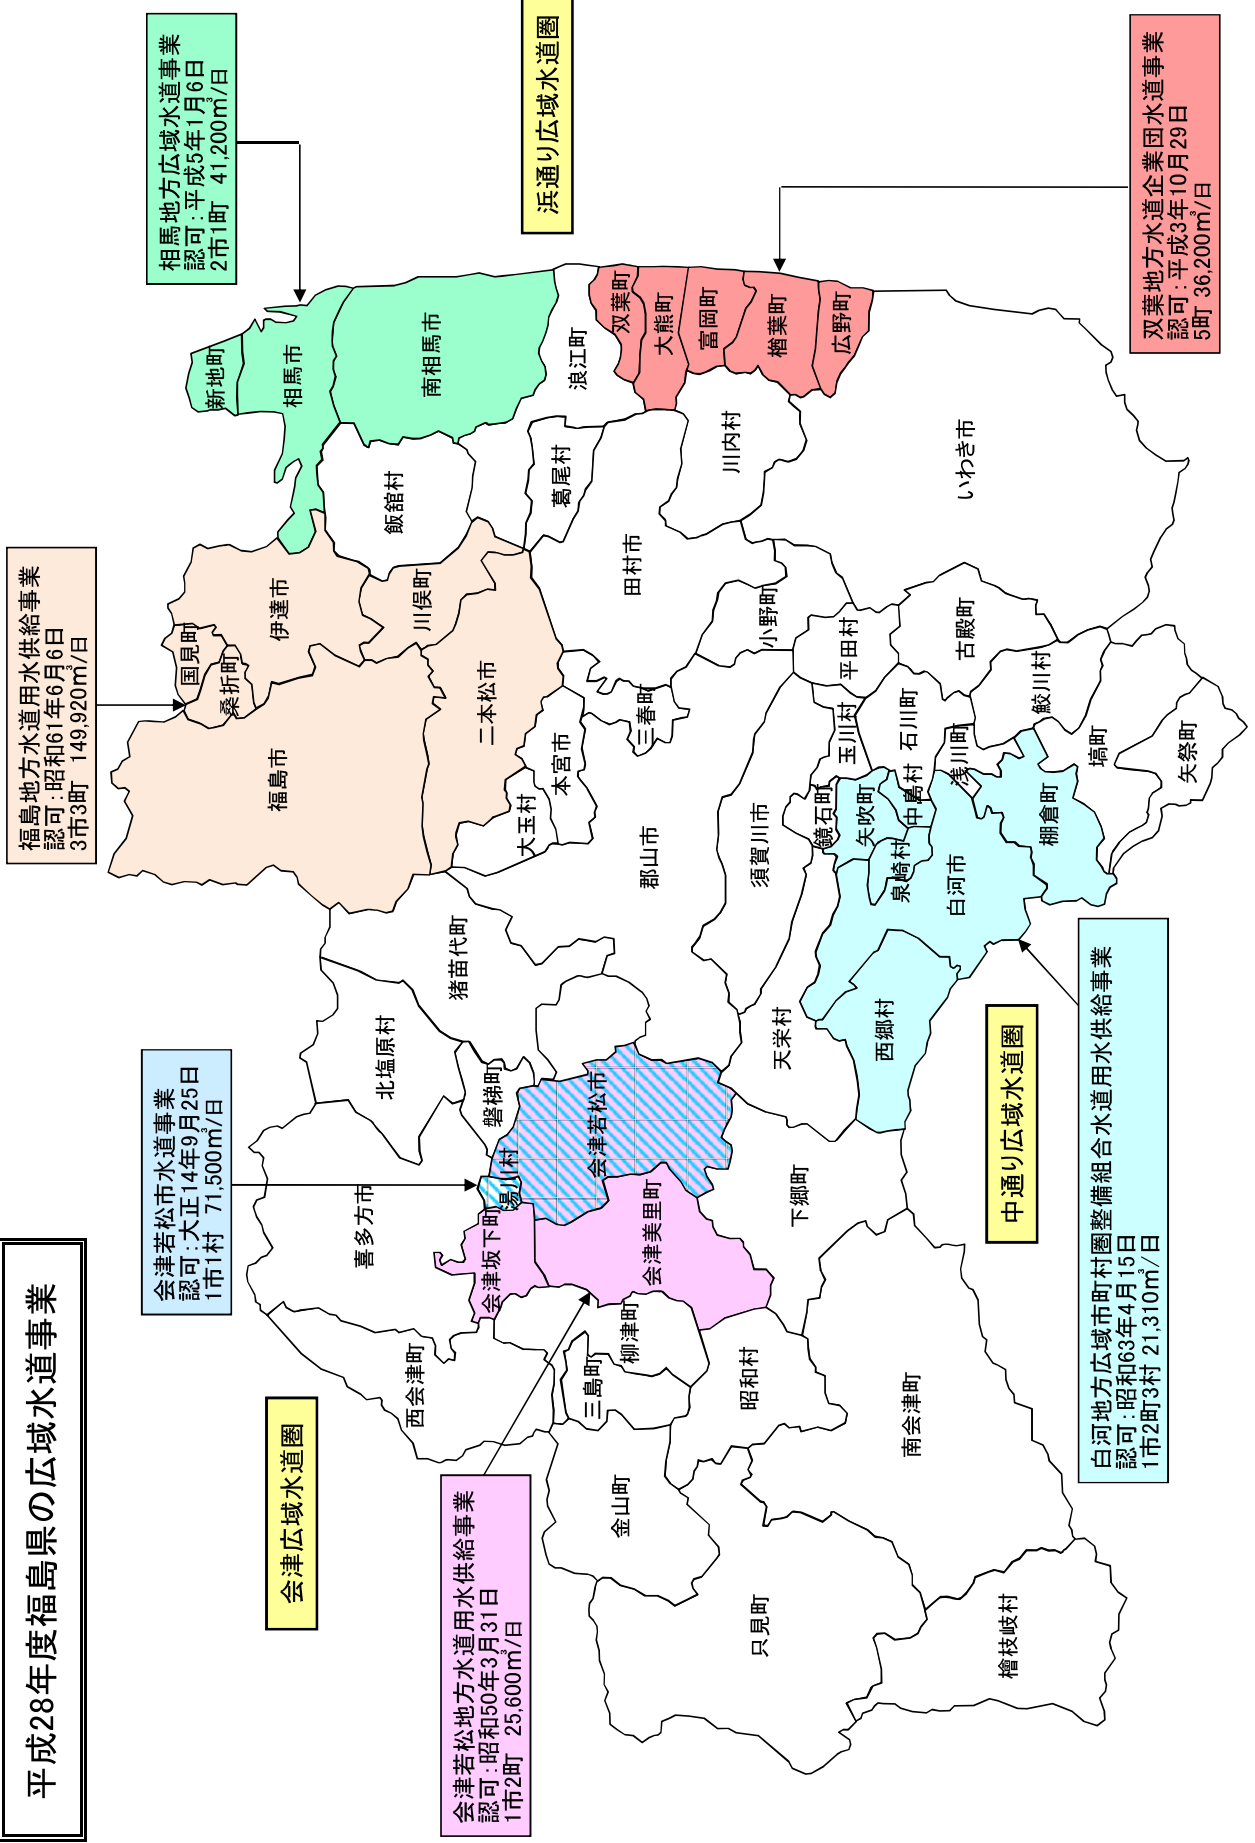 平成28年度福島県の広域水道事業
福島地方水道用水供給事業
認可：昭和61年6月6日
3市3町　149,920㎥/日
相馬地方広域水道事業
認可：平成5年1月6日
2市1町　41,200㎥/日
会津若松市水道事業
認可：大正14年9月25日
1市1村　71,500㎥/日
会津若松地方水道用水供給事業
認可：昭和50年3月31日
1市2町　25,600㎥/日
白河地方広域市町村圏整備組合水道用水供給事業
認可：昭和63年4月15日
1市2町3村 21,310㎥/日
双葉地方水道企業団水道事業
認可：平成3年10月29日
5町 36,200㎥/日
会津広域水道圏
中通り広域水道圏
浜通り広域水道圏
新地町
相馬市
南相馬市
飯舘村
浪江町
葛尾村
双葉町
大熊町
富岡町
楢葉町
広野町
川内村
いわき市
国見町
桑折町
伊達市
川俣町
福島市
二本松市
大玉村
本宮市
三春町
田村市
小野町
郡山市
須賀川市
鏡石町
天栄村
平田村
玉川村
石川町
古殿町
浅川町
鮫川村
塙町
矢祭町
棚倉町
矢吹町
中島村
泉崎村
白河市
西郷村
猪苗代町
北塩原村
磐梯町
喜多方市
湯川村
会津若松市
会津坂下町
会津美里町
西会津町
柳津町
三島町
金山町
昭和村
下郷町
南会津町
只見町
檜枝岐村